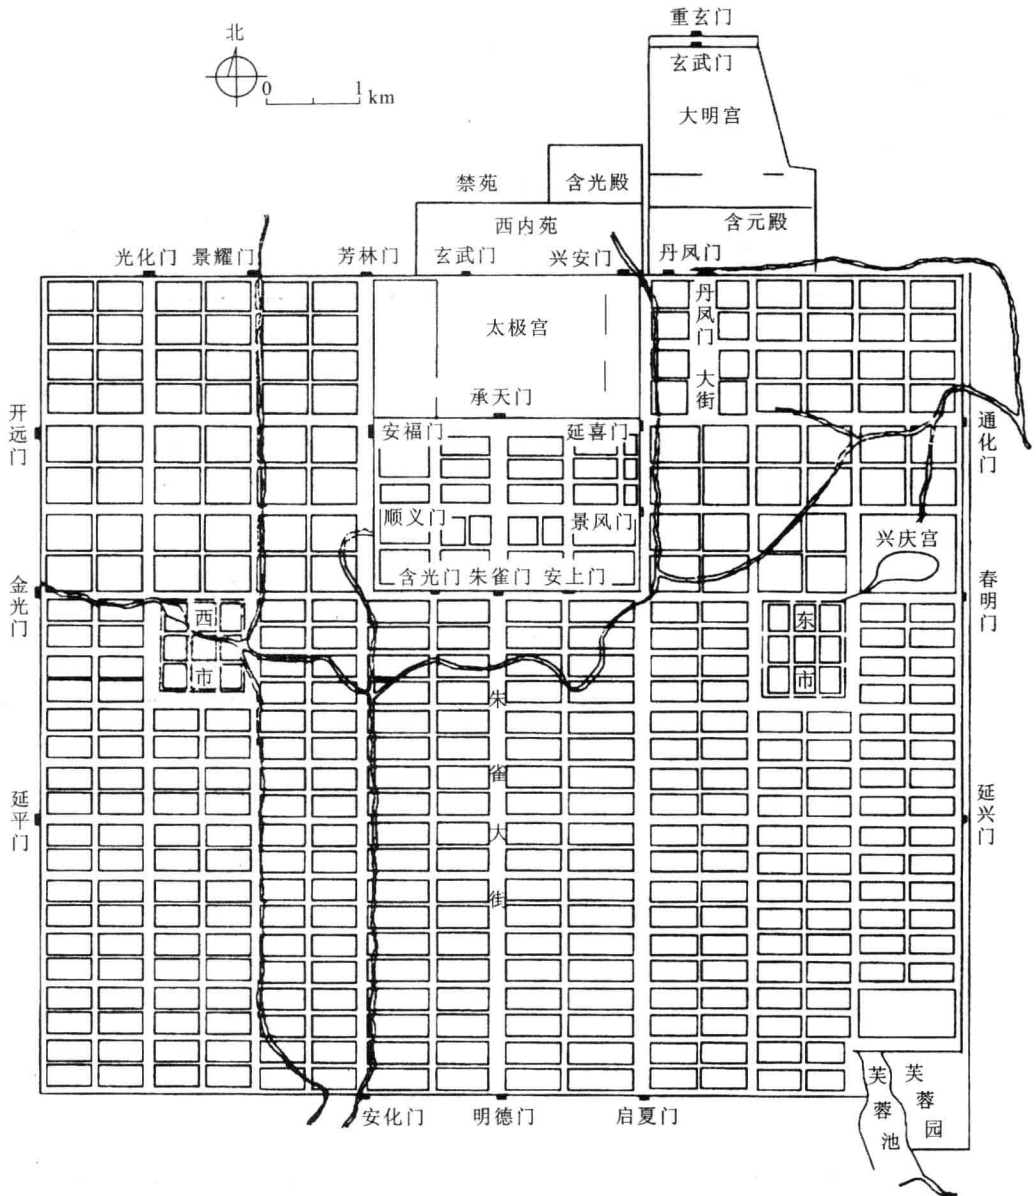 重玄门
北
玄武门
0 1 km
大明宫
禁苑
含光殿
含元殿
西内苑
光化门
景耀门
芳林门
玄武门
兴安门
丹凤门
丹凤门大街
太极宫
承天门
开远门
安福门
延喜门
通化门
顺义门
景风门
兴庆宫
金光门
含光门
朱雀门
安上门
春明门
西市
东市
朱雀大街
延平门
延兴门
芙蓉池
芙蓉园
安化门
明德门
启夏门